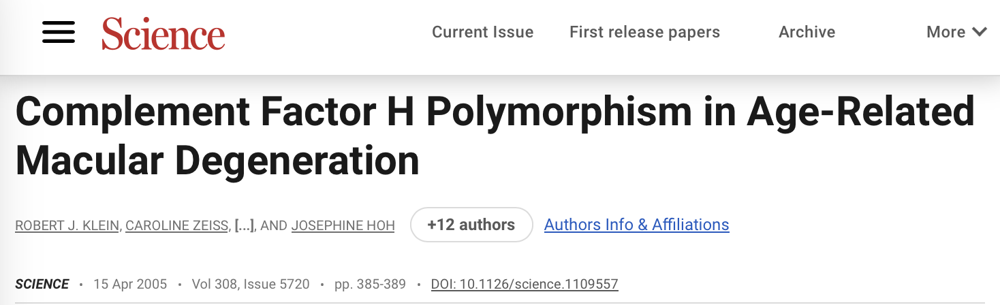 Science Current Issue First release papers Archive More
Complement Factor H Polymorphism in Age-Related
Macular Degeneration
ROBERT J. KLEIN, CAROLINE ZEISS, [...], AND JOSEPHINE HOH +12 authors Authors Info & Affiliations
SCIENCE • 15 Apr 2005 • Vol 308, Issue 5720 • pp. 385-389 • DOI: 10.1126/science.1109557